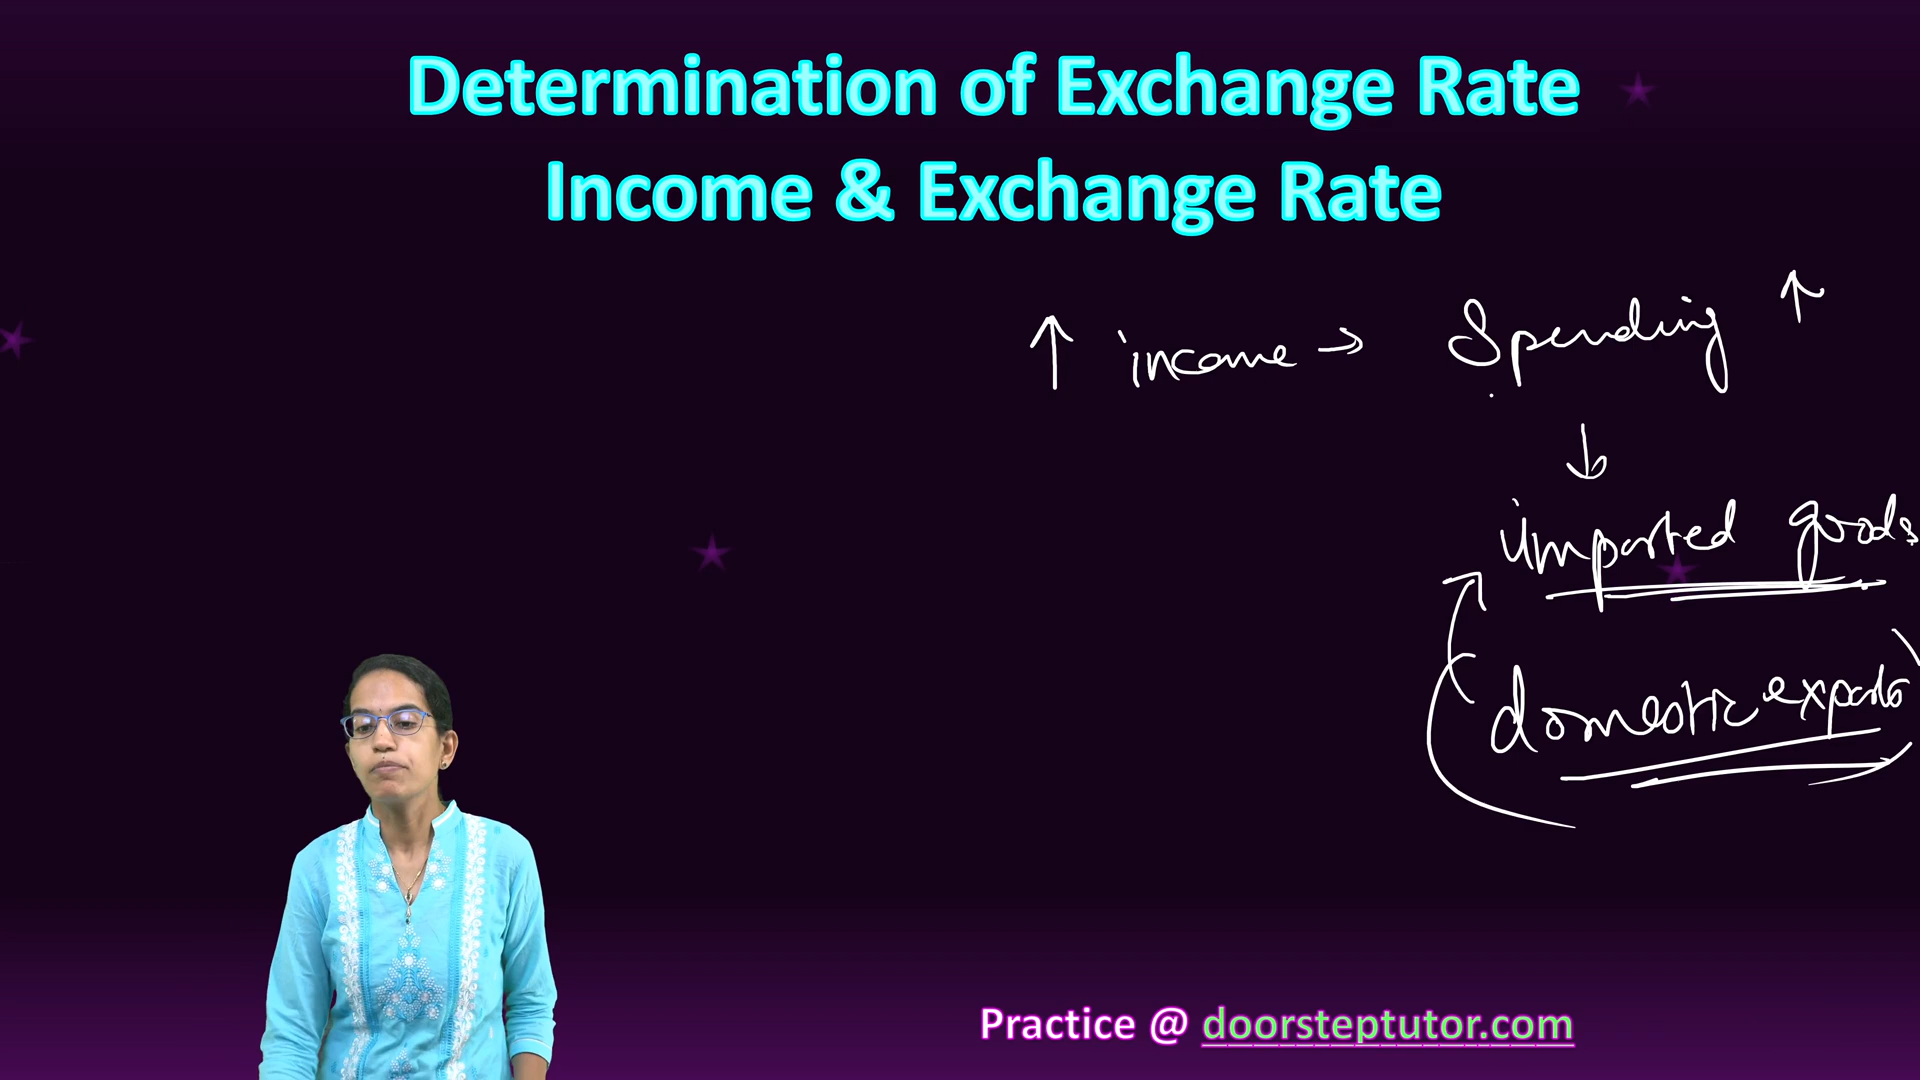 Determination of Exchange Rate
Income & Exchange Rate
↑ income → Spending ↑
↓
imported goods
domestic exports
Practice @ doorsteptutor.com